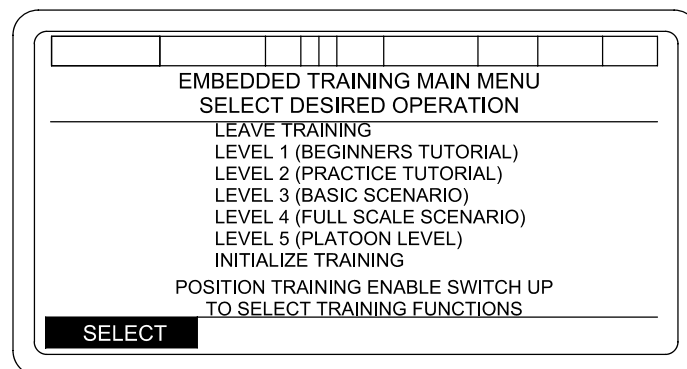 EMBEDDED TRAINING MAIN MENU
SELECT DESIRED OPERATION
LEAVE TRAINING
LEVEL 1 (BEGINNERS TUTORIAL)
LEVEL 2 (PRACTICE TUTORIAL)
LEVEL 3 (BASIC SCENARIO)
LEVEL 4 (FULL SCALE SCENARIO)
LEVEL 5 (PLATOON LEVEL)
INITIALIZE TRAINING
POSITION TRAINING ENABLE SWITCH UP
TO SELECT TRAINING FUNCTIONS
SELECT